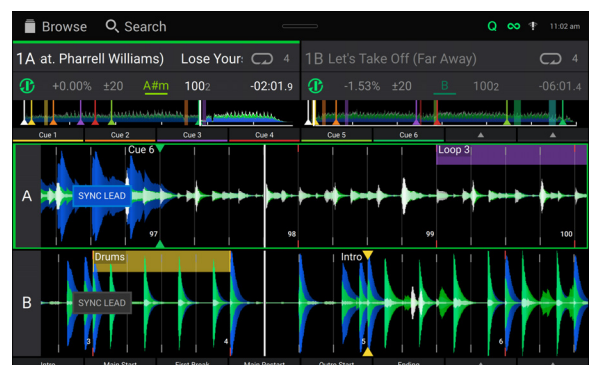 Browse Search Q 11:02 am
1A at. Pharrell Williams) Lose Your: 4 1B Let's Take Off (Far Away) 4
+0.00% ±20 A#m 1002 -02:01.9 -1.53% ±20 B 1002 -06:01.4
Cue 1 Cue 2 Cue 3 Cue 4 Cue 5 Cue 6
Cue 6 Loop 3
A SYNC LEAD
97 98 99 100
Drums Intro
B SYNC LEAD
3 4 5 6
Intro Main Start First Break Main Restart Outro Start Ending